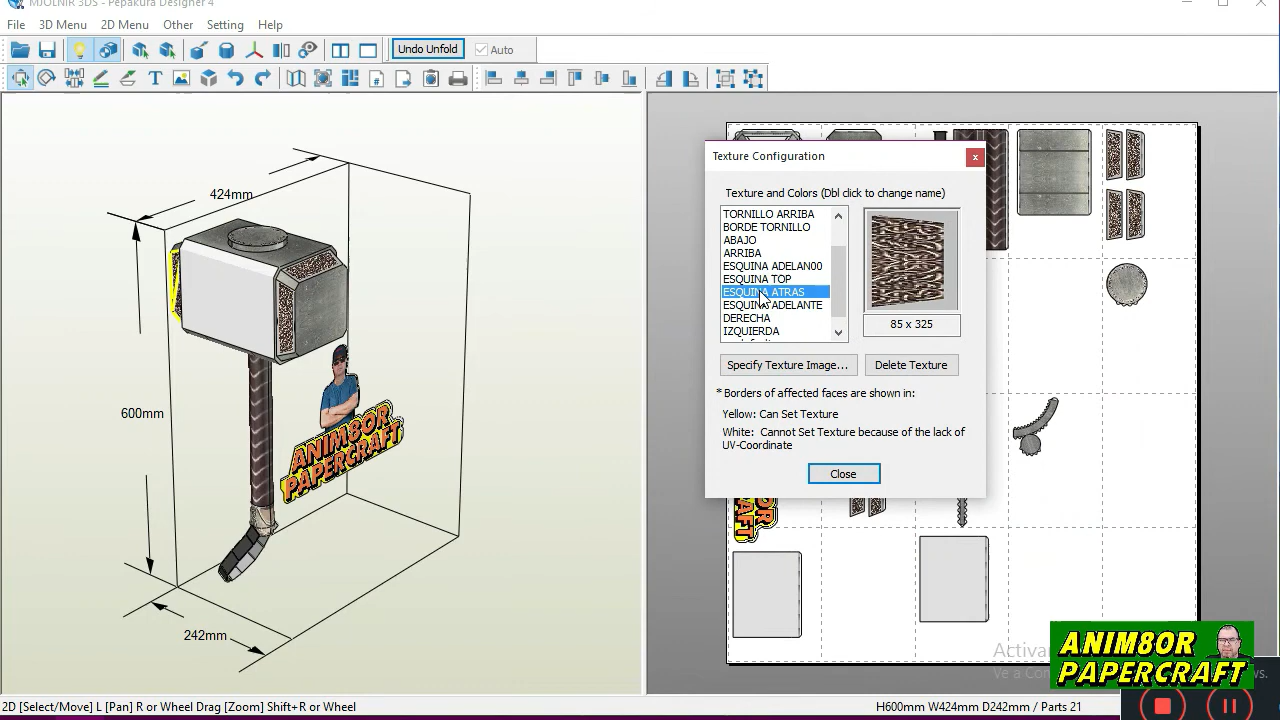 MJOLNIR 3DS - Pepakura Designer 4
File 3D Menu 2D Menu Other Setting Help
Undo Unfold Auto
424mm
600mm
242mm
ANIM8OR
PAPERCRAFT
Texture Configuration
Texture and Colors (Dbl click to change name)
TORNILLO ARRIBA
BORDE TORNILLO
ABAJO
ARRIBA
ESQUINA ADELAN00
ESQUINA TOP
ESQUINA ATRAS
ESQUINA ADELANTE
DERECHA
IZQUIERDA
85 x 325
Specify Texture Image... Delete Texture
* Borders of affected faces are shown in:
Yellow: Can Set Texture
White: Cannot Set Texture because of the lack of
UV-Coordinate
Close
CRAFT
ANIM8OR
PAPERCRAFT
2D [Select/Move] L [Pan] R or Wheel Drag [Zoom] Shift+R or Wheel
H600mm W424mm D242mm / Parts 21